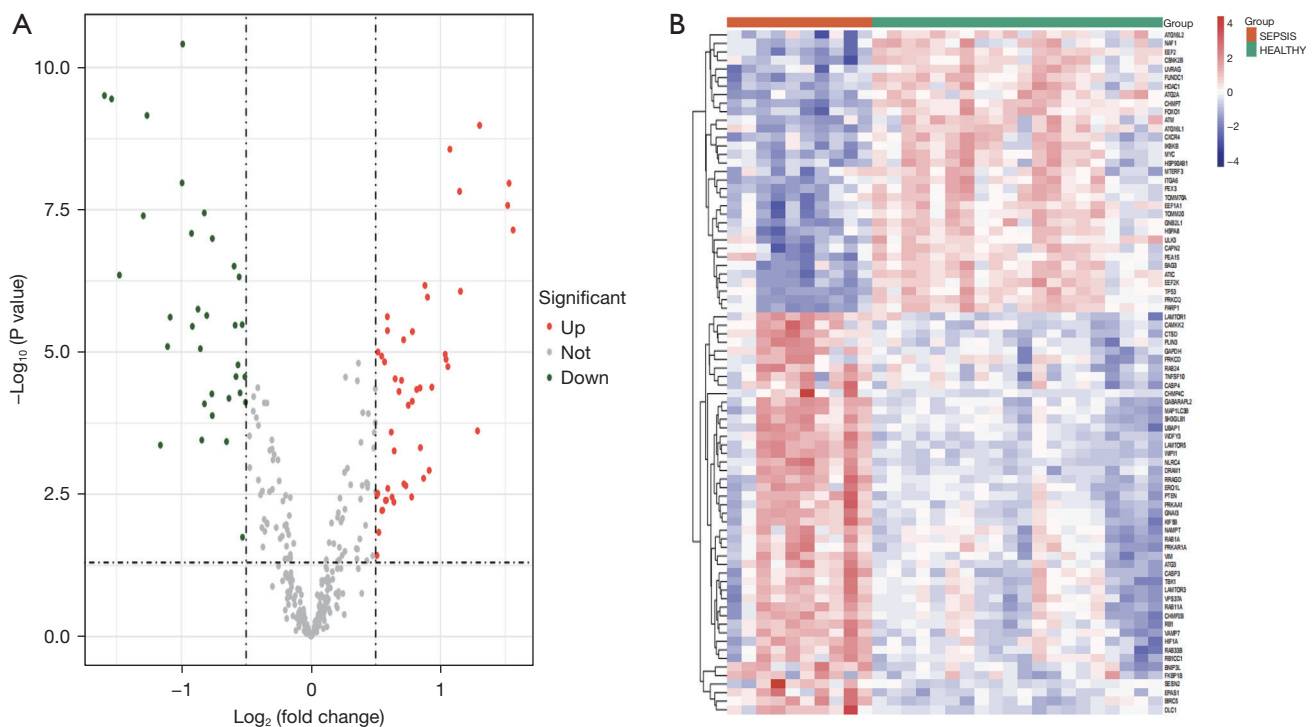 A
10.0
7.5
5.0
2.5
0.0
–Log10 (P value)
−1
0
1
Log2 (fold change)
Significant
Up
Not
Down
B
Group
4
2
0
−2
−4
Group
SEPSIS
HEALTHY
ATG16L2
NAF1
EEF2
CSNK2B
UVRAG
FUNDC1
HDAC1
ATG2A
CHMP7
FOXO1
ATM
ATG16L1
CXCR4
IKBKB
MYC
HSP90AB1
MTERF3
ITGA6
PEX3
TOMM70A
EEF1A1
TOMM20
GNB2L1
HSPA8
ULK3
CAPN2
PEA15
BAG3
ATIC
EEF2K
TP53
PRKCQ
PARP1
LAMTOR1
CAMKK2
CTSD
PLIN3
GAPDH
PRKCD
RAB24
TNFSF10
CASP4
CHMP4C
GABARAPL2
MAP1LC3B
SH3GLB1
USAP1
WDFY3
LAMTOR5
WIPI1
NLRC4
DRAM1
RRAGD
ERO1L
PTEN
PRKAA1
GNAI3
KIF5B
NAMPT
RAB1A
PRKAR1A
VIM
ATG3
CASP3
TBK1
LAMTOR3
VPS37A
RAB11A
CHMP2B
RB1
VAMP7
HIF1A
RAB33B
RB1CC1
BNIP3L
FKBP1B
SESN2
EPAS1
BIRC5
DLC1